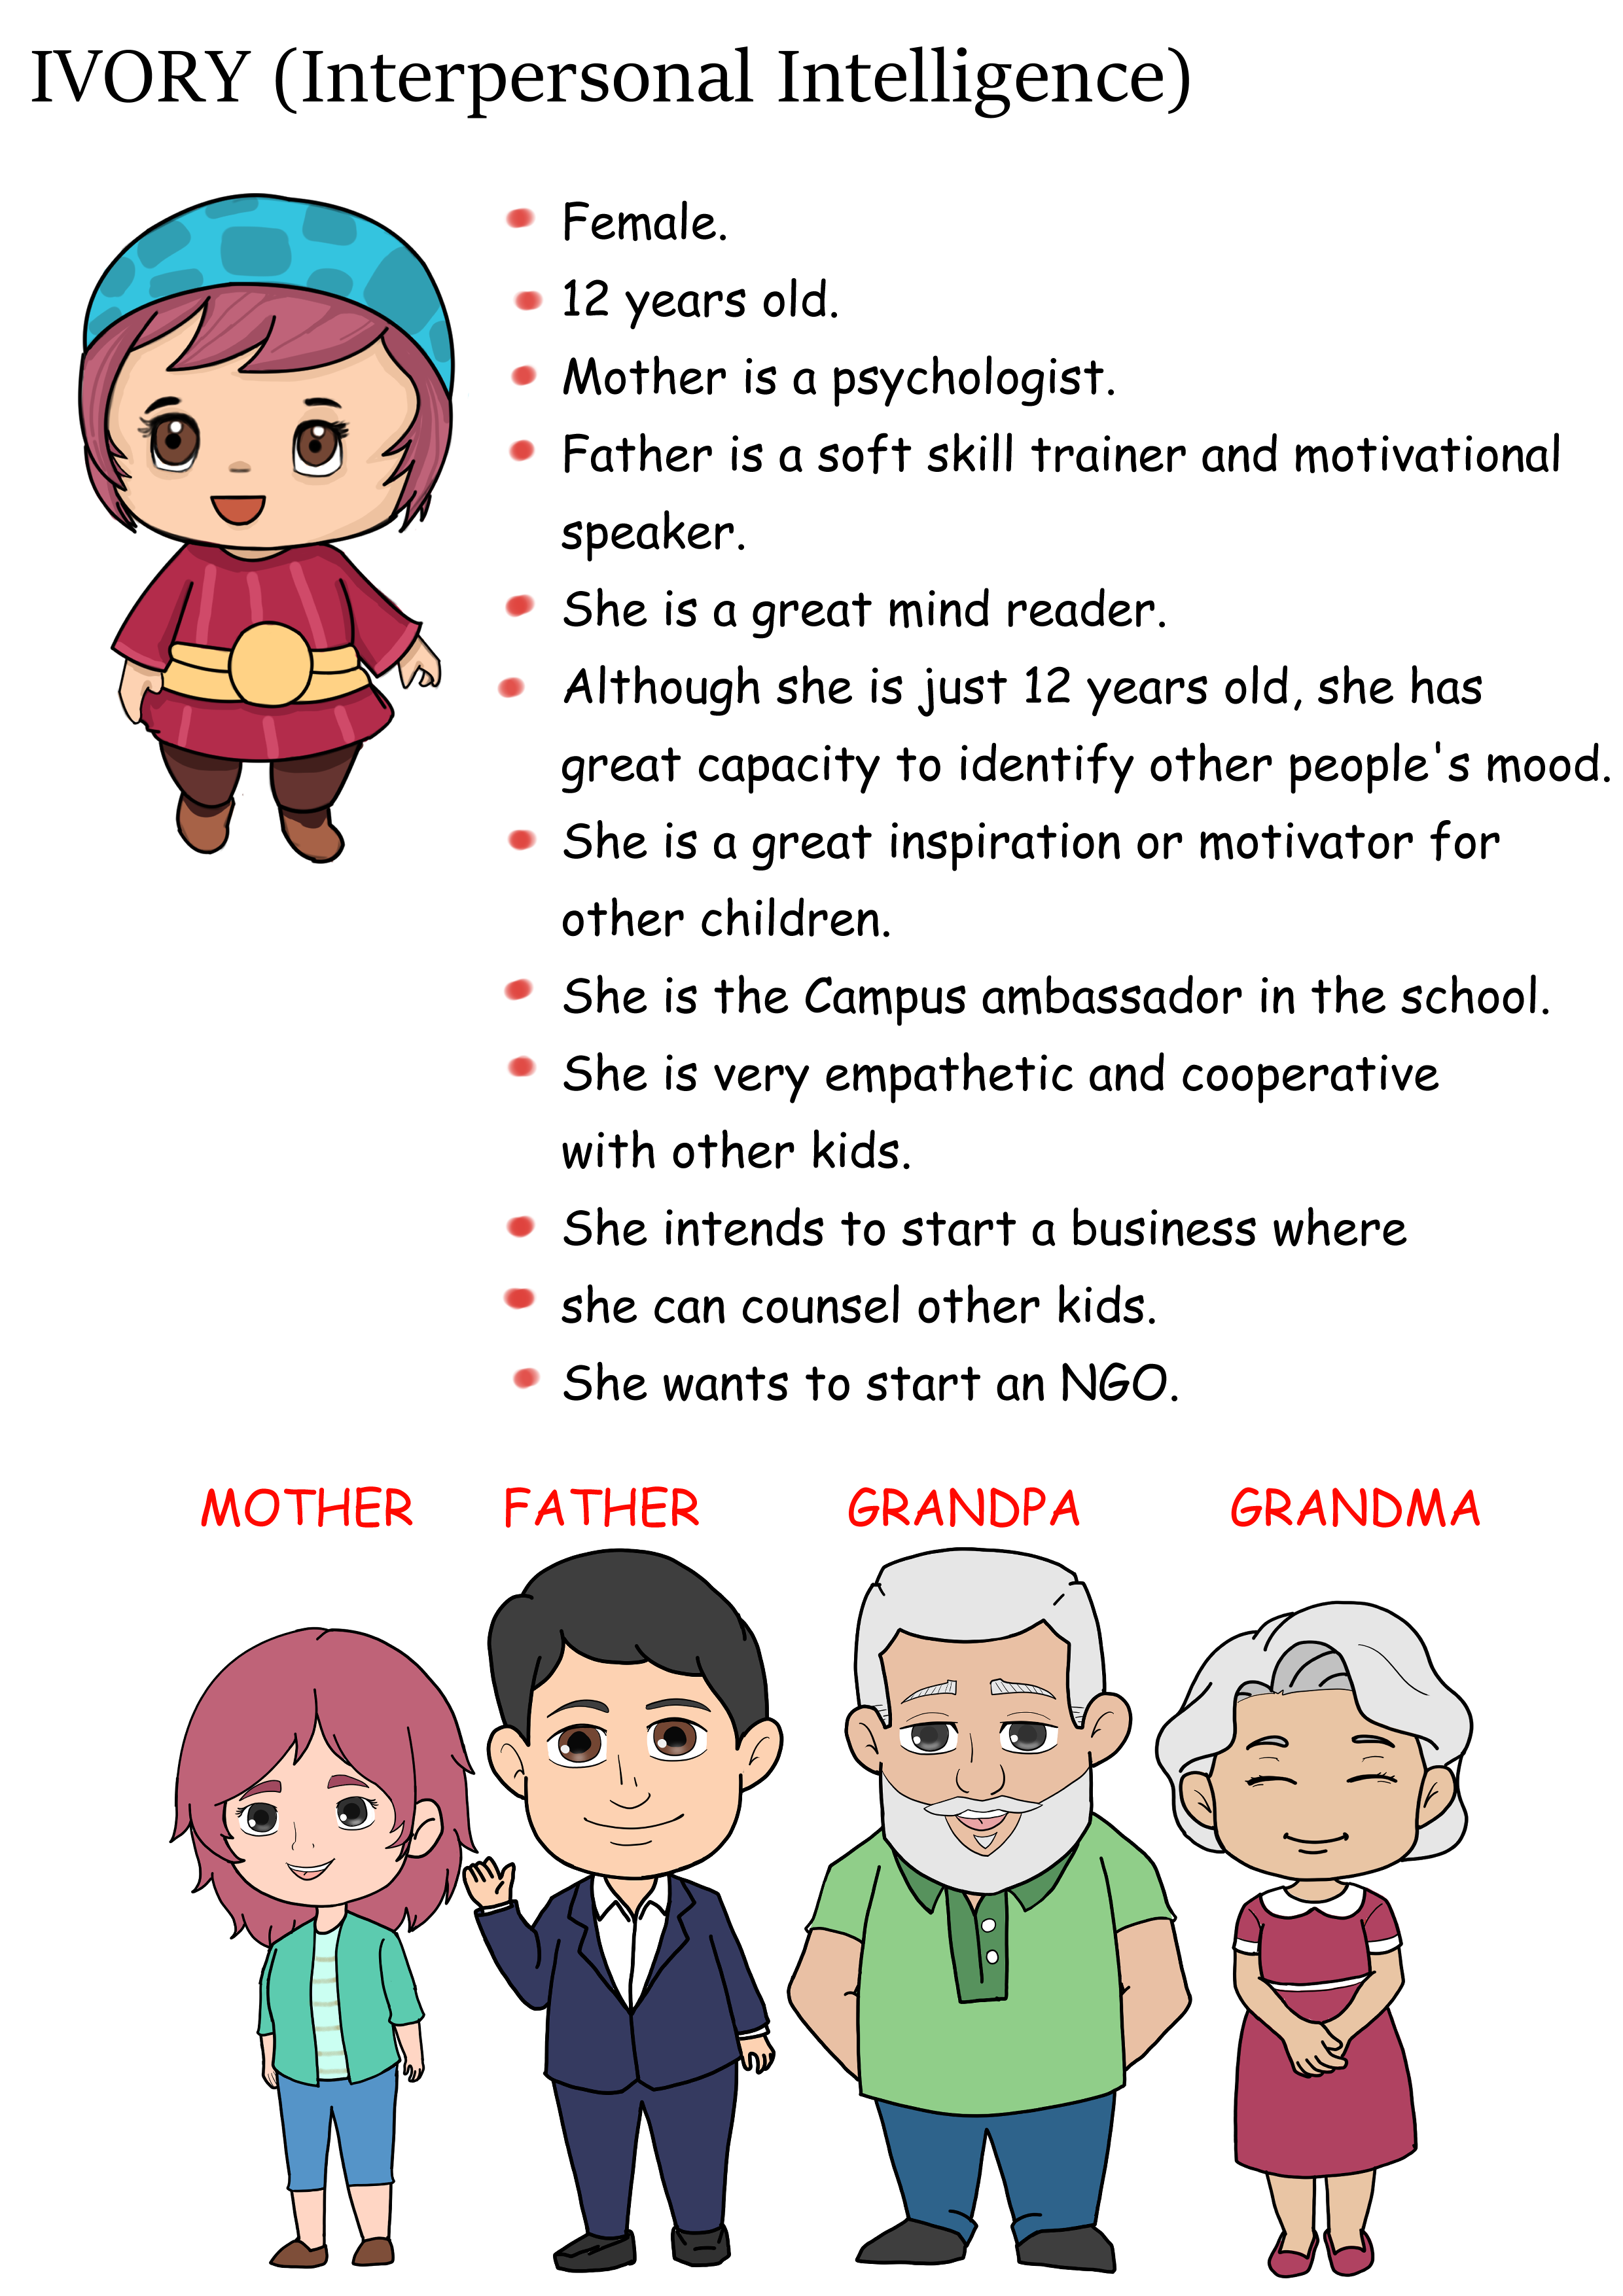 IVORY (Interpersonal Intelligence)
Female.
12 years old.
Mother is a psychologist.
Father is a soft skill trainer and motivational
speaker.
She is a great mind reader.
Although she is just 12 years old, she has
great capacity to identify other people's mood.
She is a great inspiration or motivator for
other children.
She is the Campus ambassador in the school.
She is very empathetic and cooperative
with other kids.
She intends to start a business where
she can counsel other kids.
She wants to start an NGO.
MOTHER FATHER GRANDPA GRANDMA